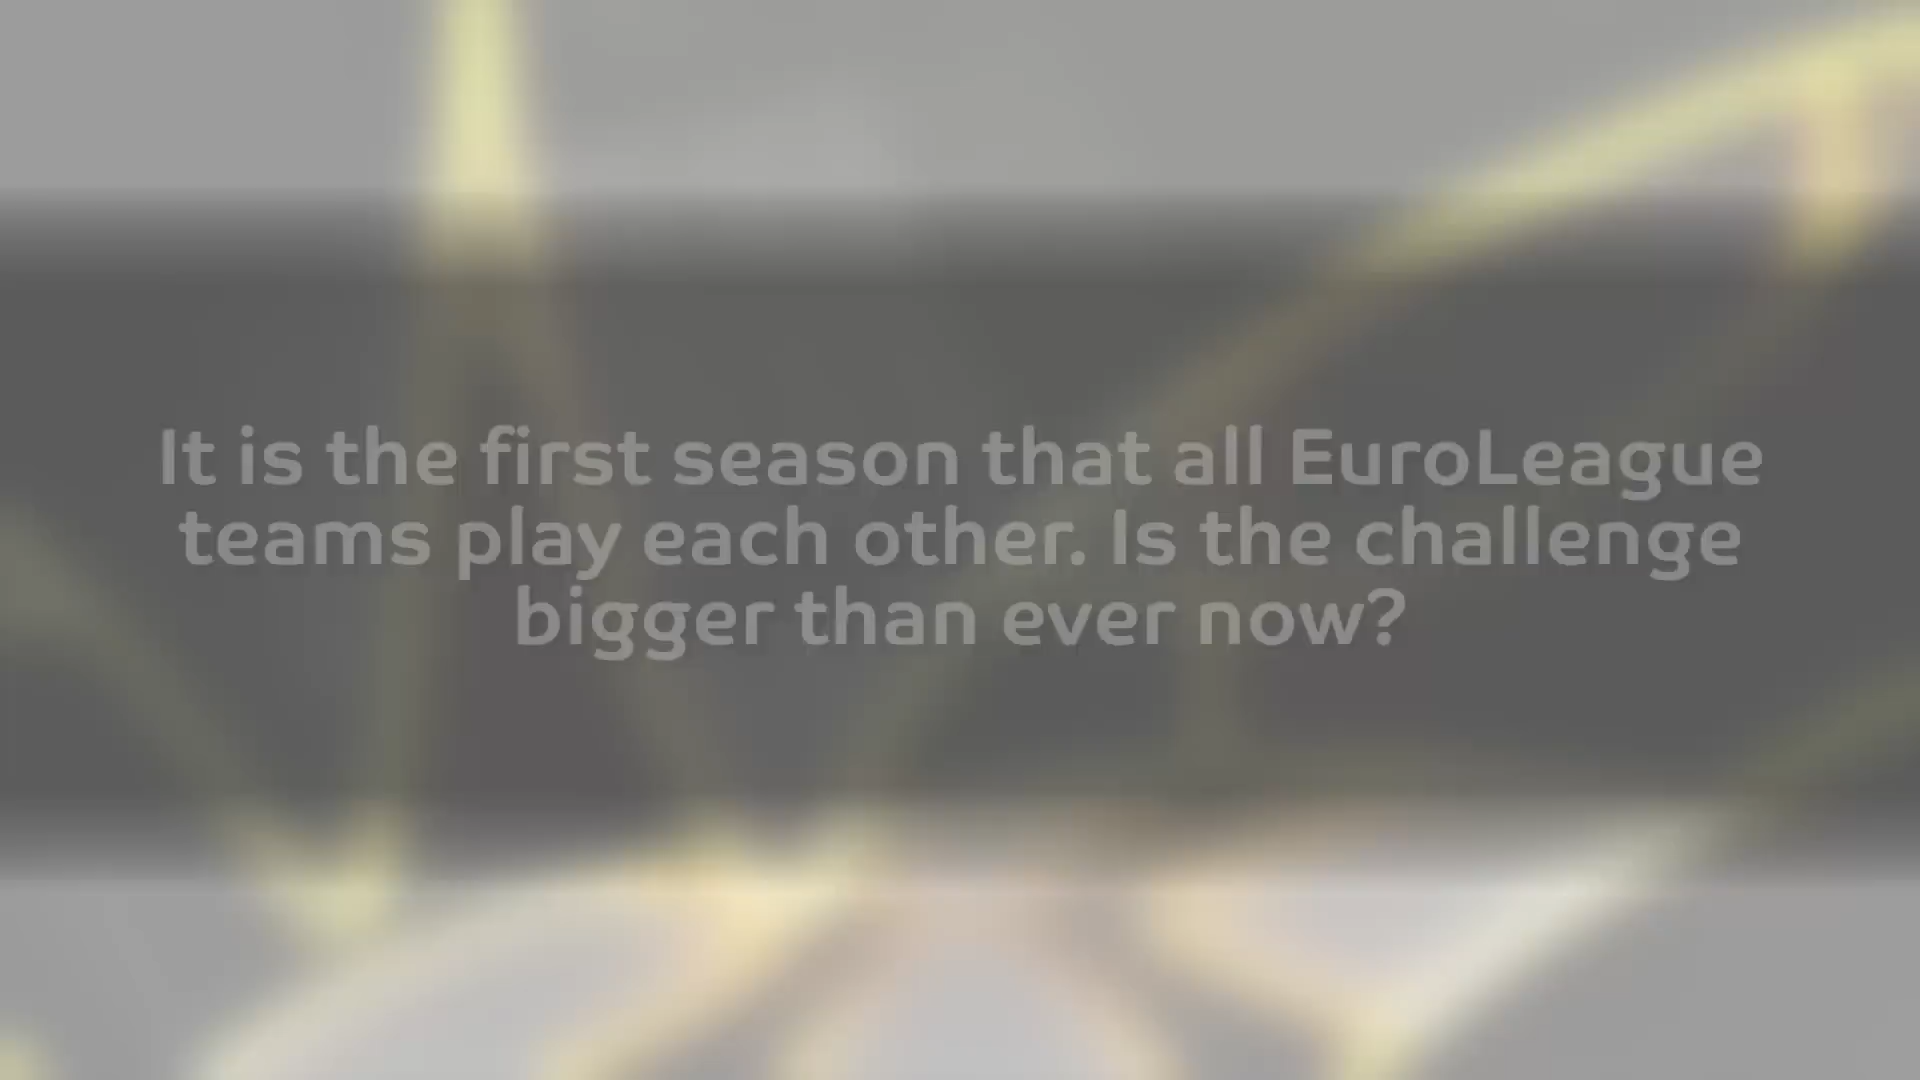 It is the first season that all EuroLeague
teams play each other. Is the challenge
bigger than ever now?